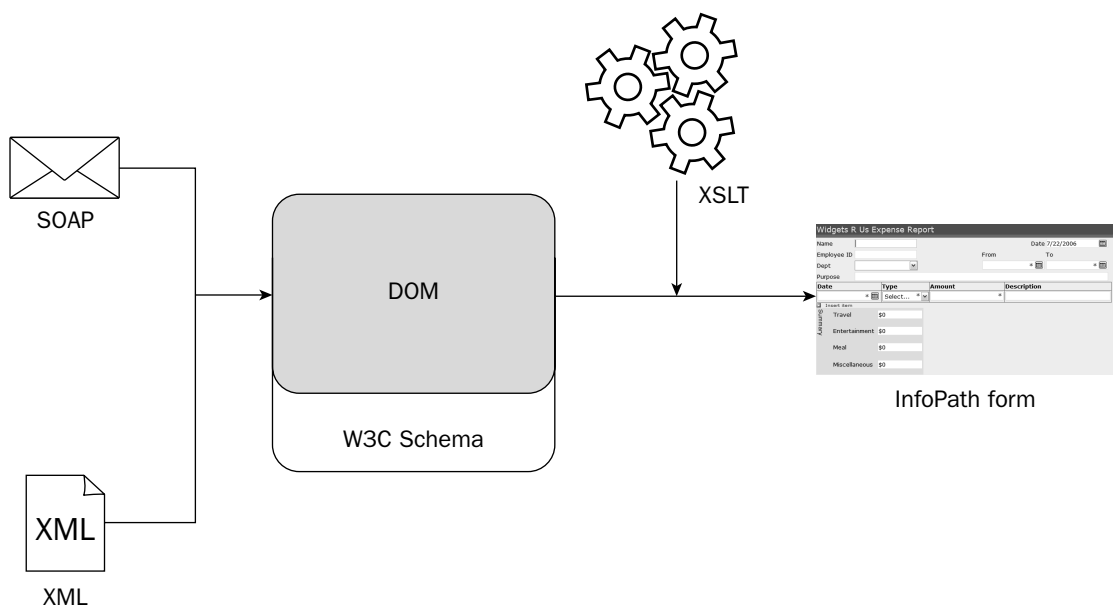 SOAP
XML
XML
DOM
W3C Schema
XSLT
Widgets R Us Expense Report
Name Date 7/22/2006
Employee ID From To
Dept * *
Purpose
Date Type Amount Description
* Select... * *
Insert item
Summary
Travel $0
Entertainment $0
Meal $0
Miscellaneous $0
InfoPath form